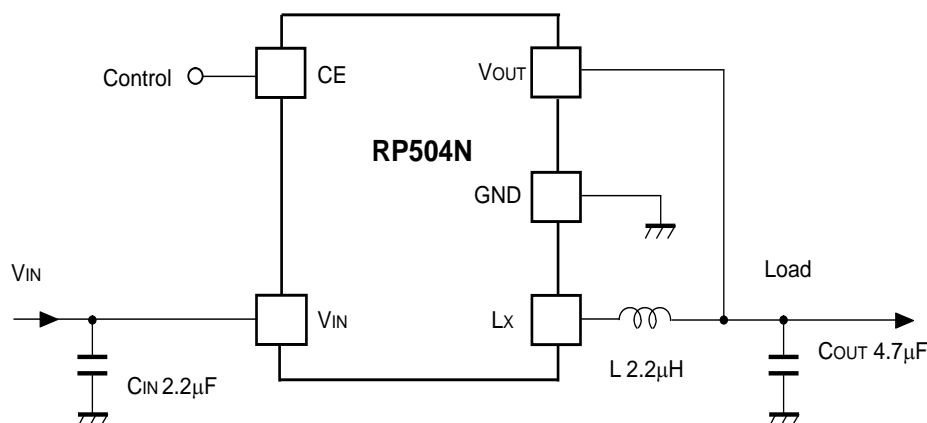 Control
CE
VOUT
RP504N
GND
VIN
Load
VIN
LX
CIN 2.2μF
L 2.2μH
COUT 4.7μF